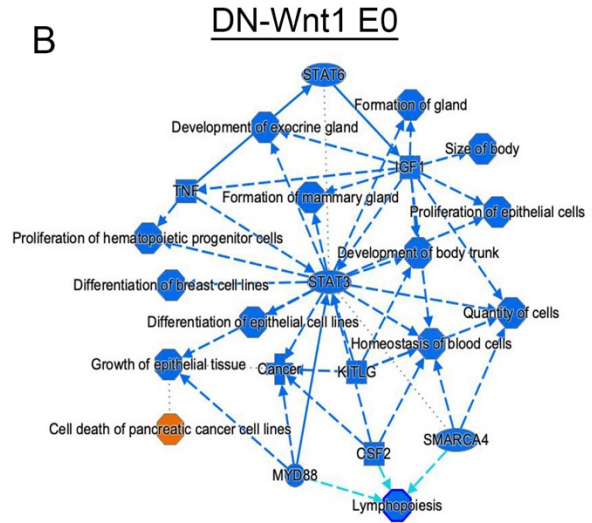 DN-Wnt1 E0
B
STAT6
Formation of gland
Development of exocrine gland
Size of body
IGF1
TNF
Formation of mammary gland
Proliferation of epithelial cells
Proliferation of hematopoietic progenitor cells
Development of body trunk
Differentiation of breast cell lines
STAT3
Quantity of cells
Differentiation of epithelial cell lines
Homeostasis of blood cells
Growth of epithelial tissue
Cancer
KITLG
Cell death of pancreatic cancer cell lines
SMARCA4
CSF2
MYD88
Lymphopoiesis